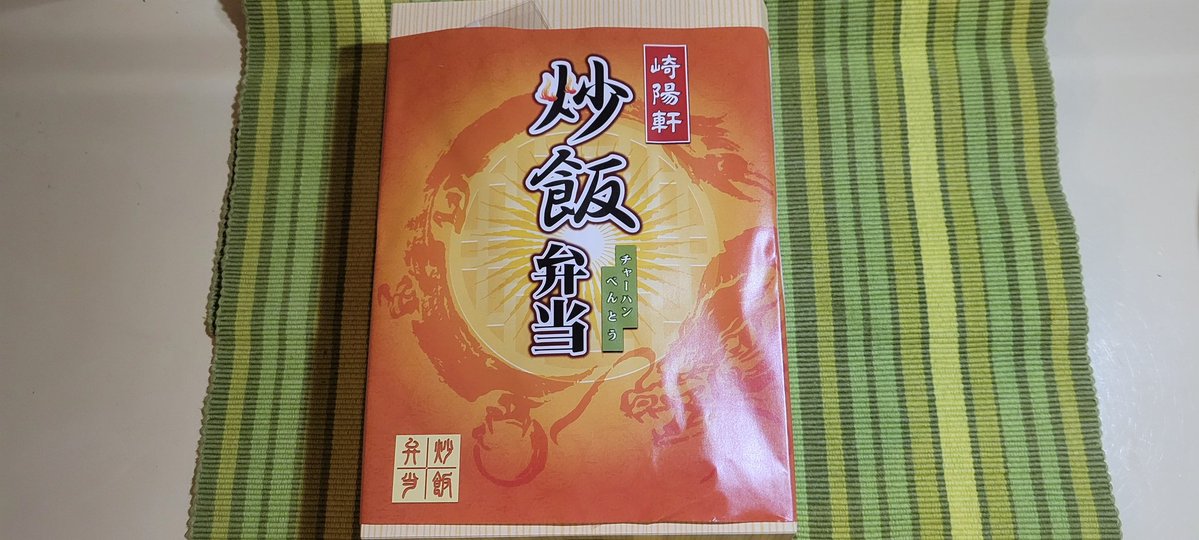 崎陽軒
炒飯
弁当
チャーハン
べんとう
炒飯
弁当